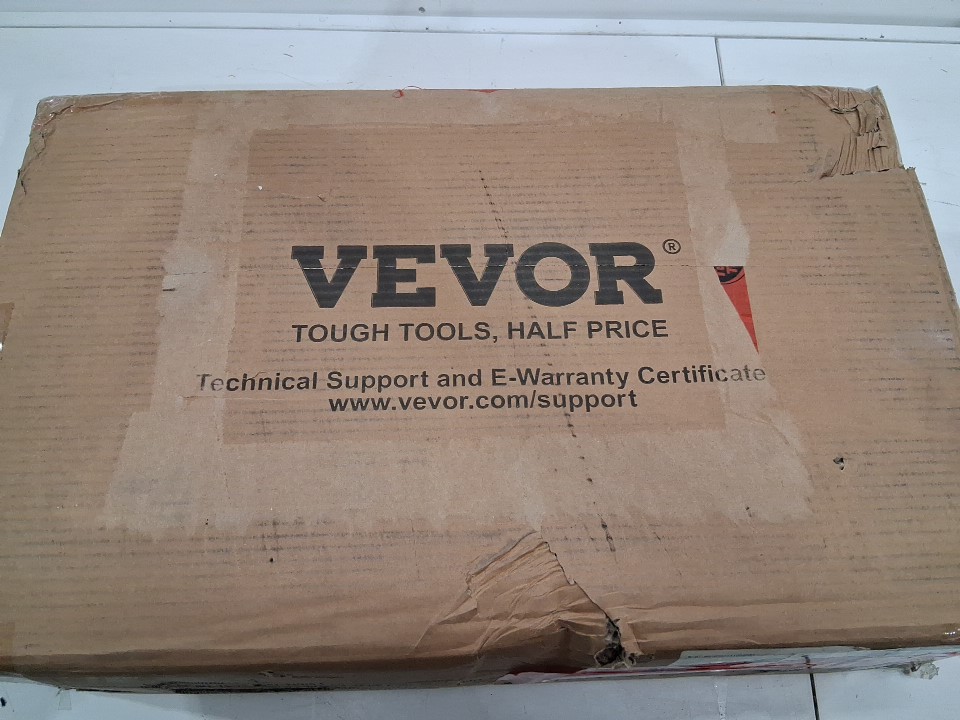 VEVOR®
TOUGH TOOLS, HALF PRICE
Technical Support and E-Warranty Certificate
www.vevor.com/support